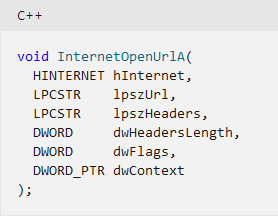 C++
void InternetOpenUrlA(
  HINTERNET hInternet,
  LPCSTR    lpszUrl,
  LPCSTR    lpszHeaders,
  DWORD     dwHeadersLength,
  DWORD     dwFlags,
  DWORD_PTR dwContext
);